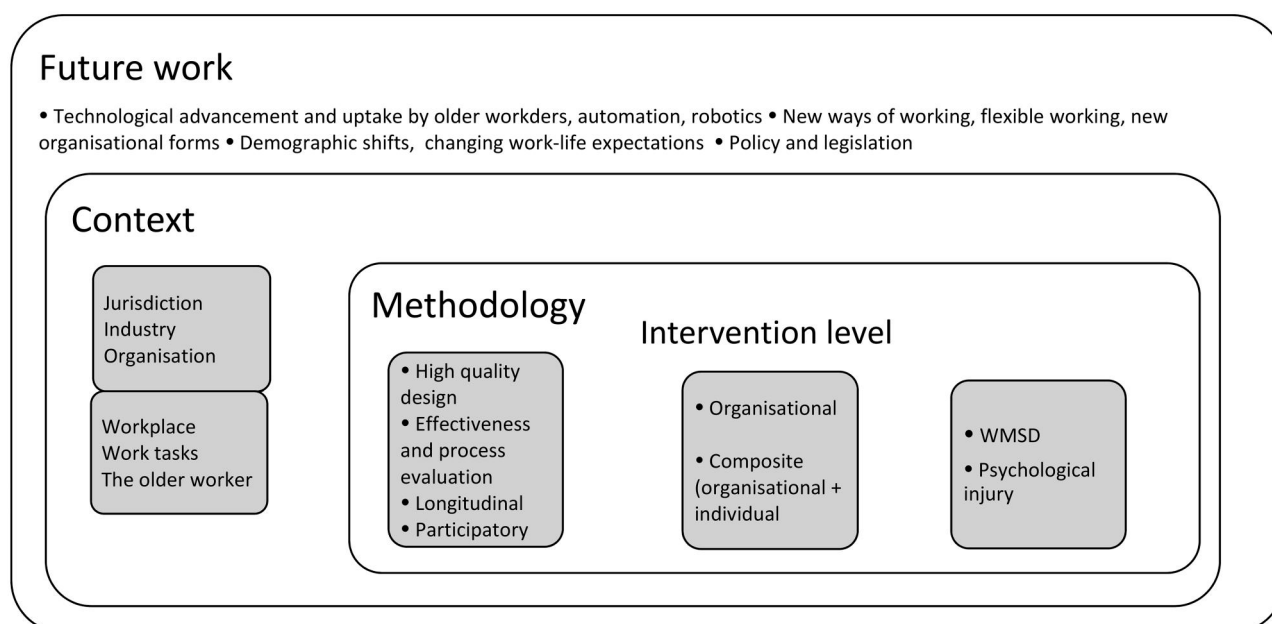 Future work
• Technological advancement and uptake by older workders, automation, robotics • New ways of working, flexible working, new
organisational forms • Demographic shifts,  changing work-life expectations  • Policy and legislation
Context
Jurisdiction
Industry
Organisation
Workplace
Work tasks
The older worker
Methodology
• High quality
design
• Effectiveness
and process
evaluation
• Longitudinal
• Participatory
Intervention level
• Organisational
• Composite
(organisational +
individual
• WMSD
• Psychological
injury